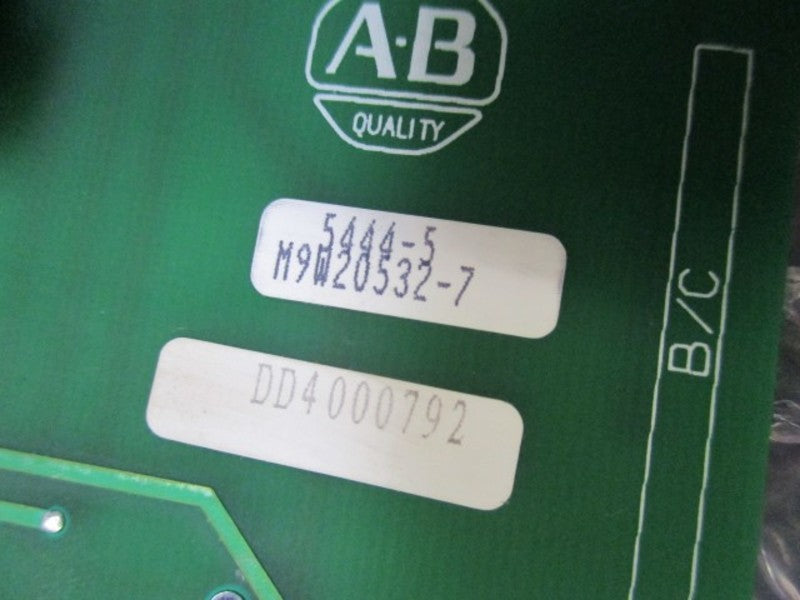 A·B
QUALITY
5444-5
M9W20532-7
DD4000792
B/C